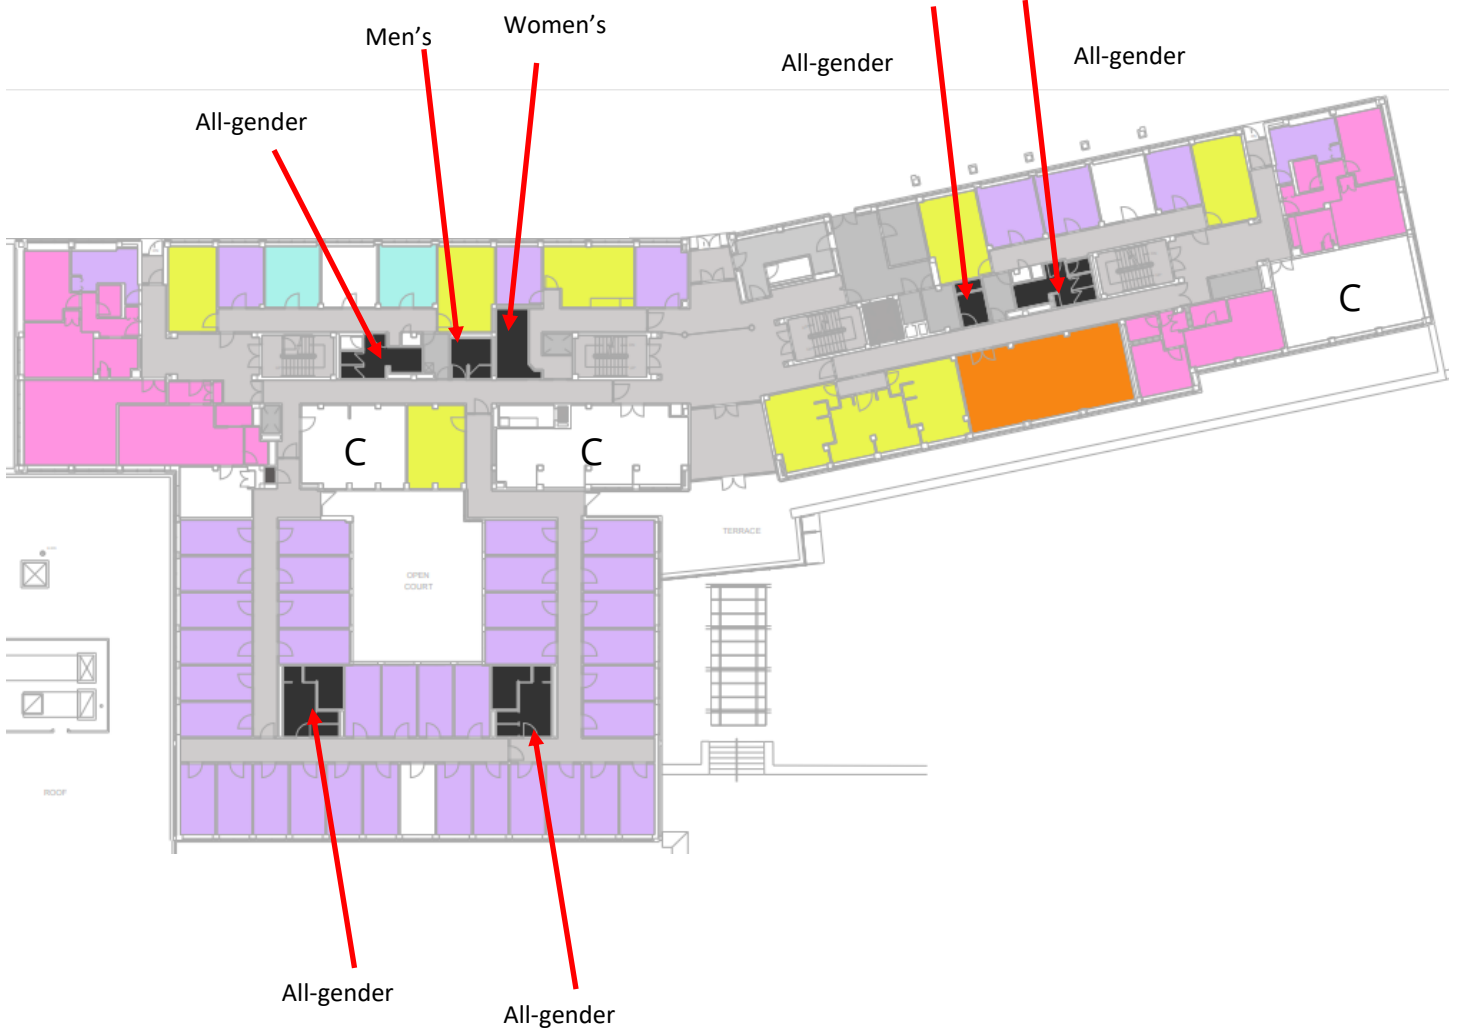 Women's
Men's
All-gender
All-gender
All-gender
C
C
C
TERRACE
OPEN
COURT
ROOF
All-gender
All-gender